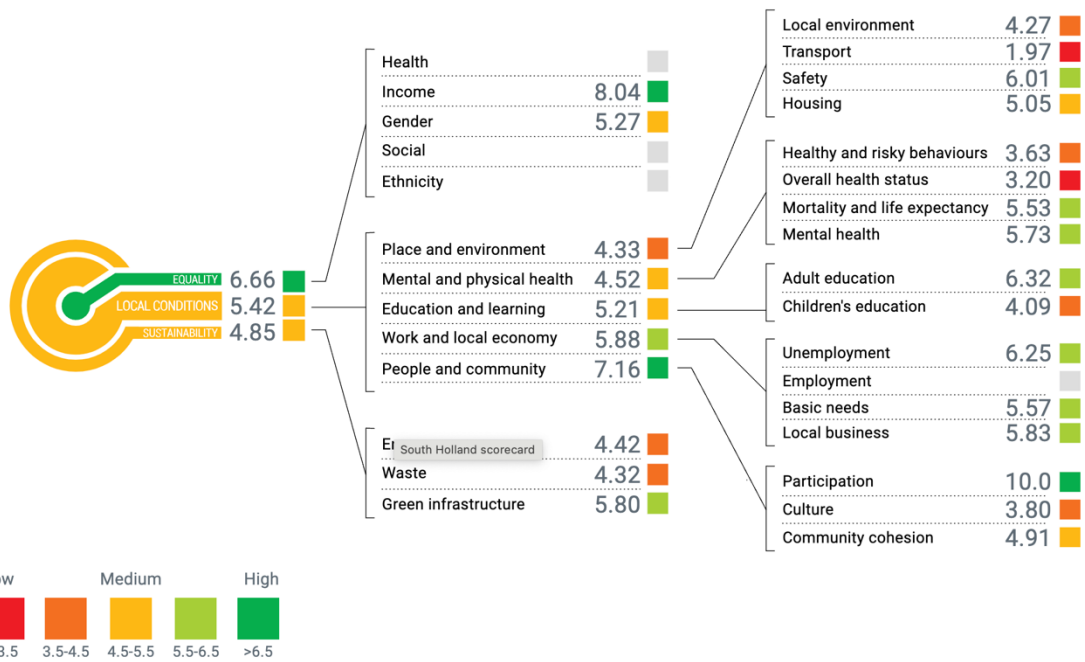 EQUALITY 6.66
LOCAL CONDITIONS 5.42
SUSTAINABILITY 4.85
Health
Income 8.04
Gender 5.27
Social
Ethnicity
Place and environment 4.33
Mental and physical health 4.52
Education and learning 5.21
Work and local economy 5.88
People and community 7.16
4.42
South Holland scorecard
Waste 4.32
Green infrastructure 5.80
Local environment 4.27
Transport 1.97
Safety 6.01
Housing 5.05
Healthy and risky behaviours 3.63
Overall health status 3.20
Mortality and life expectancy 5.53
Mental health 5.73
Adult education 6.32
Children's education 4.09
Unemployment 6.25
Employment
Basic needs 5.57
Local business 5.83
Participation 10.0
Culture 3.80
Community cohesion 4.91
Medium High
3.5-4.5 4.5-5.5 5.5-6.5 >6.5